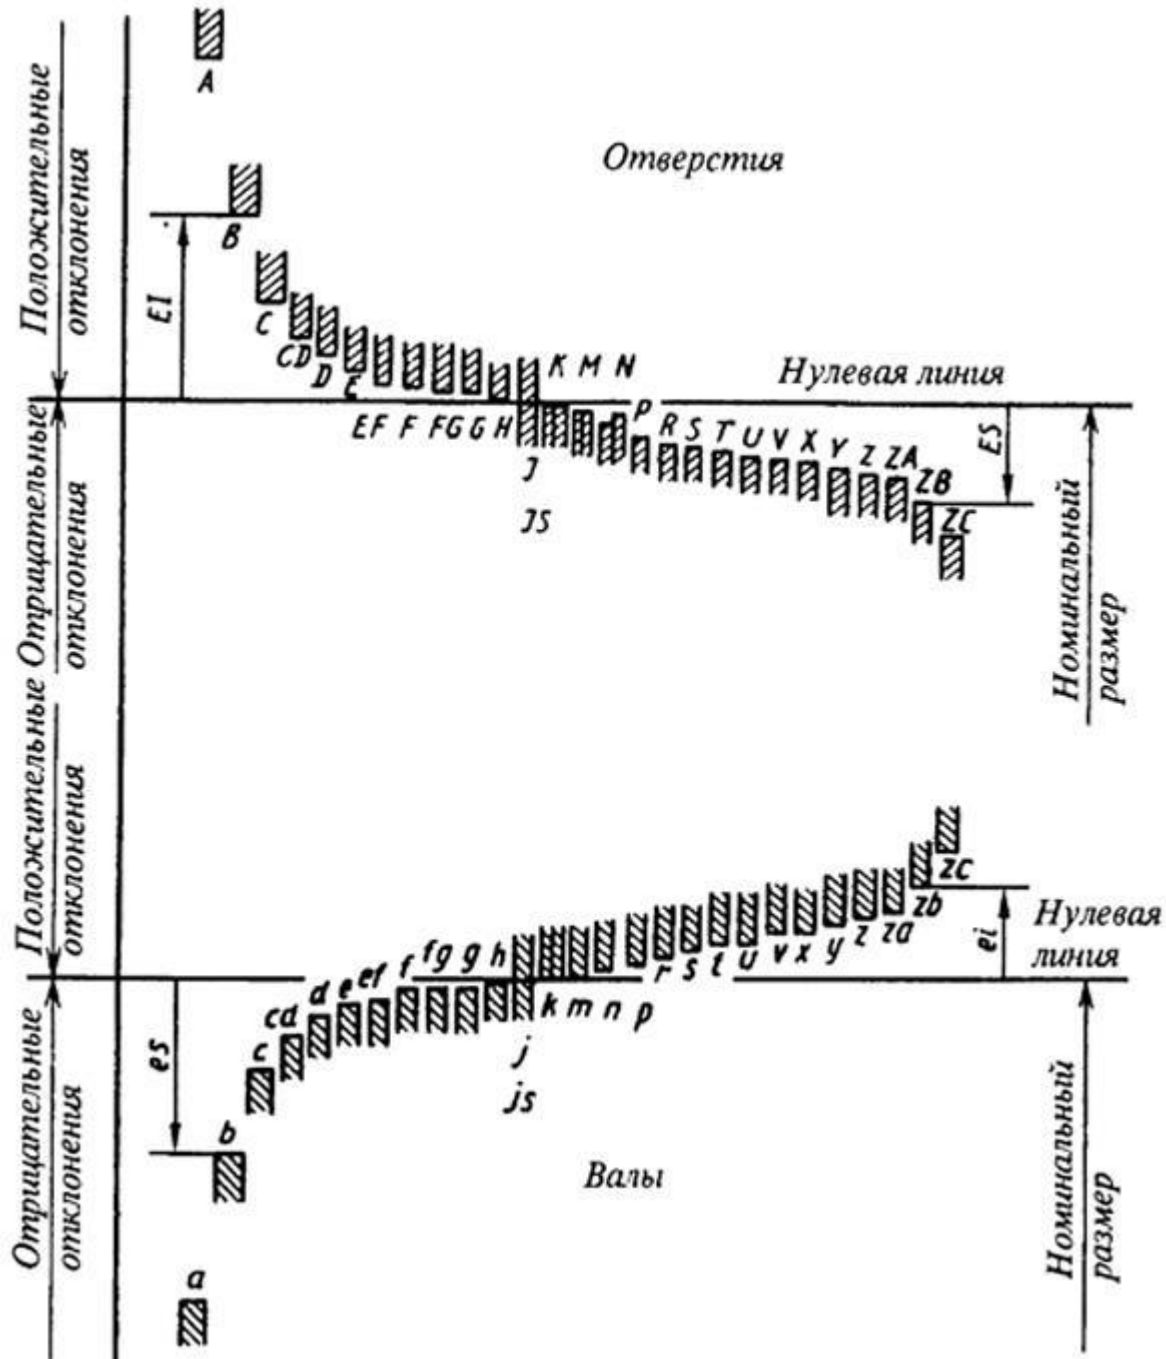 Положительные
отклонения
A
Отверстия
B
EI
C
CD
D
E
K M N
Нулевая линия
EF F FG G H
P
R S T U V X Y Z ZA
ZB
ZC
ES
J
JS
Отрицательные
отклонения
Номинальный
размер
Положительные
отклонения
zc
zb
Нулевая
линия
ei
cd d e ef f fg g h
r s t u v x y z za
k m n p
c
es
j
js
b
Валы
Отрицательные
отклонения
Номинальный
размер
a